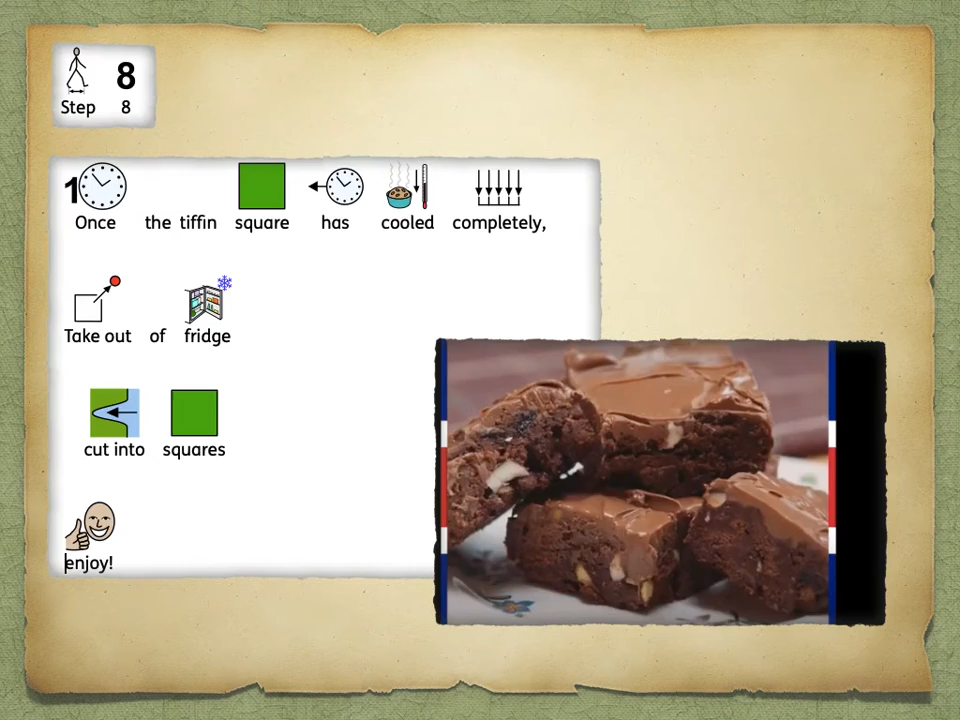 8
Step 8
1
Once the tiffin square has cooled completely,
Take out of fridge
cut into squares
enjoy!